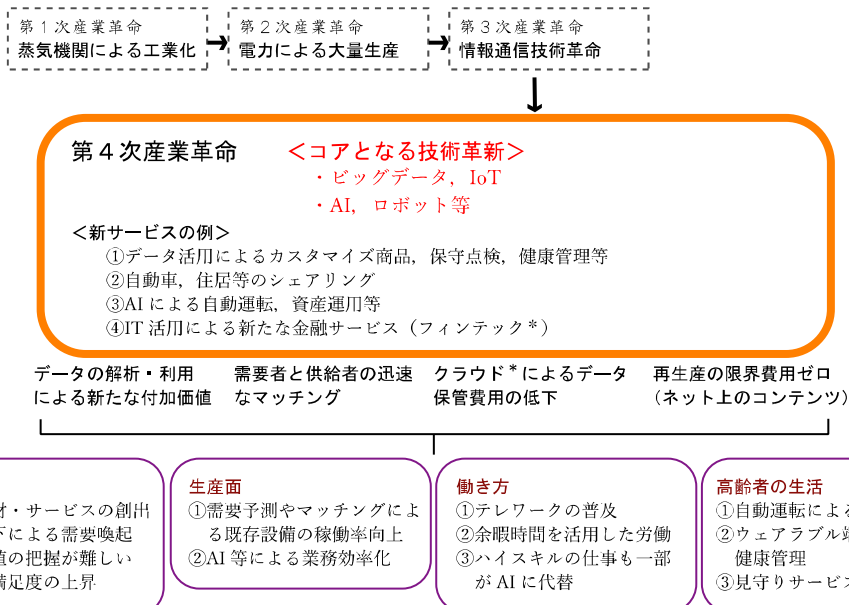 第１次産業革命
蒸気機関による工業化
第２次産業革命
電力による大量生産
第３次産業革命
情報通信技術革命
第４次産業革命
＜コアとなる技術革新＞
・ビッグデータ，IoT
・AI，ロボット等
＜新サービスの例＞
①データ活用によるカスタマイズ商品，保守点検，健康管理等
②自動車，住居等のシェアリング
③AIによる自動運転，資産運用等
④IT活用による新たな金融サービス（フィンテック＊）
データの解析・利用
による新たな付加価値
需要者と供給者の迅速
なマッチング
クラウド＊によるデータ
保管費用の低下
再生産の限界費用ゼロ
（ネット上のコンテンツ）
・サービスの創出
による需要喚起
の把握が難しい
足度の上昇
生産面
①需要予測やマッチングによ
る既存設備の稼働率向上
②AI等による業務効率化
働き方
①テレワークの普及
②余暇時間を活用した労働
③ハイスキルの仕事も一部
がAIに代替
高齢者の生活
①自動運転による
②ウェアラブル
健康管理
③見守りサービス